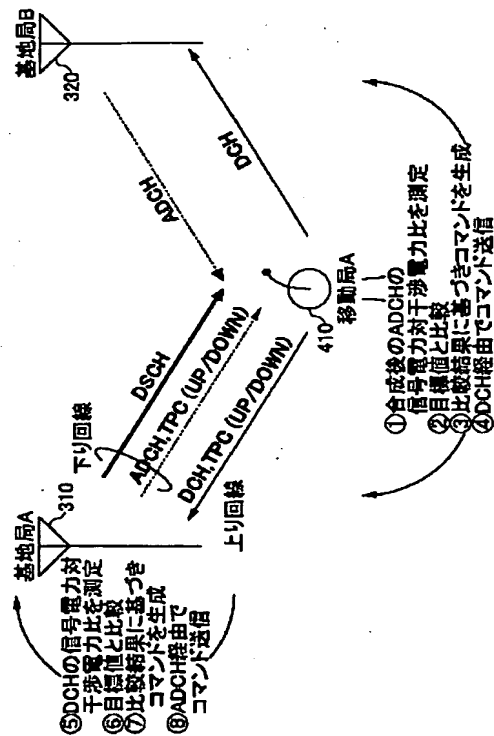 基地局A
310
基地局B
320
下り回線
DSCH
ADCH,TPC (UP/DOWN)
DCH,TPC (UP/DOWN)
上り回線
ADCH
DCH
410
移動局A
①合成後のADCHの
信号電力対干渉電力比を測定
②目標値と比較
③比較結果に基づきコマンドを生成
④DCH経由でコマンド送信
⑤DCHの信号電力対
干渉電力比を測定
⑥目標値と比較
⑦比較結果に基づき
コマンドを生成
⑧ADCH経由で
コマンド送信